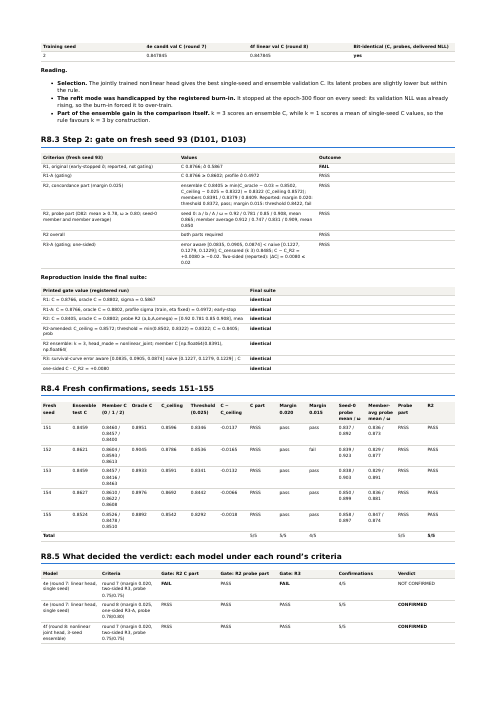 Training seed 4e candit val C (round 7) 4f linear val C (round 8) Bit-identical (C, probes, delivered NLL)
2 0.847845 0.847845 yes
Reading.
• Selection. The jointly trained nonlinear head gives the best single-seed and ensemble validation C. Its latent probes are slightly lower but within the
rule.
• The refit mode was handicapped by the registered burn-in. It stopped at the epoch-300 floor on every seed: its validation NLL was already
rising, so the burn-in forced it to over-train.
• Part of the ensemble gain is the comparison itself. k = 3 scores an ensemble C, while k = 1 scores a mean of single-seed C values, so the
rule favours k = 3 by construction.
R8.3 Step 2: gate on fresh seed 93 (D101, D103)
Criterion (fresh seed 93) Values Outcome
R1, original (early-stopped σ̂; reported, not gating) C 0.8766; σ̂ 0.5867 FAIL
R1-A C 0.8766 ≥ 0.8602; profile σ̂ 0.4972 PASS
R2, concordance part (margin 0.025) ensemble C 0.8405 ≥ min(C_oracle − 0.03 = 0.8502, PASS
C_ceiling − 0.025 = 0.8322) = 0.8322 (C_ceiling 0.8572);
members 0.8391 / 0.8379 / 0.8409. Reported: margin 0.020:
threshold 0.8372, pass; margin 0.015: threshold 0.8422, fail
R2, probe part (D82: mean ≥ 0.78, ω ≥ 0.80; seed-0 seed 0: a / b / A / ω = 0.92 / 0.781 / 0.85 / 0.908, mean PASS
member and member average) 0.865; member average 0.912 / 0.747 / 0.831 / 0.909, mean
0.850
R2 overall both parts required PASS
R3-A (gating; one-sided) error aware [0.0835, 0.0905, 0.0874] < naive [0.1227, PASS
0.1279, 0.1229]; C_censored (k 3) 0.8485; C − C_R2 =
+0.0080 ≥ −0.02. Two-sided (reported): |ΔC| = 0.0080 ≤
0.02
Reproduction inside the final suite:
Printed gate value (registered run) Final suite
R1: C = 0.8766, oracle C = 0.8802, sigma = 0.5867 identical
R1-A: C = 0.8766, oracle C = 0.8802, profile sigma (train, eta fixed) = 0.4972; early-stop identical
R2: C = 0.8405, oracle C = 0.8802; probe R2 (a,b,A,omega) = [0.92 0.781 0.85 0.908], mea identical
R2-amended: C_ceiling = 0.8572; threshold = min(0.8502, 0.8322) = 0.8322; C = 0.8405; identical
prob
R2 ensemble: k = 3, head = nonlinear_joint; member C [np.float64(0.8391), identical
np.float64(
R3: survival-curve error aware [0.0835, 0.0905, 0.0874] naive [0.1227, 0.1279, 0.1229] ; C identical
one-sided C - C_R2 = +0.0080 identical
R8.4 Fresh confirmations, seeds 151–155
Fresh Ensemble Member C Oracle C C_ceiling Threshold C − C part Margin Margin Seed-0 Member- Probe R2
seed test C (0 / 1 / 2) (0.025) C_ceiling 0.020 0.015 probe avg probe part
mean / ω mean / ω
151 0.8459 0.8460 / 0.8951 0.8596 0.8346 -0.0137 PASS pass pass 0.837 / 0.836 / PASS PASS
0.8457 / 0.892 0.873
0.8400
152 0.8621 0.8604 / 0.9045 0.8786 0.8536 -0.0165 PASS pass fail 0.839 / 0.829 / PASS PASS
0.8593 / 0.923 0.877
0.8613
153 0.8459 0.8457 / 0.8933 0.8591 0.8341 -0.0132 PASS pass pass 0.838 / 0.829 / PASS PASS
0.8416 / 0.903 0.891
0.8463
154 0.8627 0.8610 / 0.8976 0.8692 0.8442 -0.0066 PASS pass pass 0.850 / 0.836 / PASS PASS
0.8622 / 0.899 0.881
0.8608
155 0.8524 0.8526 / 0.8892 0.8542 0.8292 -0.0018 PASS pass pass 0.858 / 0.847 / PASS PASS
0.8478 / 0.897 0.874
0.8510
Total 5/5 5/5 4/5 5/5 5/5
R8.5 What decided the verdict: each model under each round's criteria
Model Criteria Gate: R2 C part Gate: R2 probe part Gate: R3 Confirmations Verdict
4e (round 7: linear head, round 7 (margin 0.020, FAIL PASS FAIL 4/5 NOT CONFIRMED
single seed) two-sided R3, probe
0.75/0.75)
4e (round 7: linear head, round 8 (margin 0.025, PASS PASS PASS 5/5 CONFIRMED
single seed) one-sided R3-A, probe
0.78/0.80)
4f (round 8: nonlinear round 7 (margin 0.020, PASS PASS PASS 5/5 CONFIRMED
joint head, 3-seed two-sided R3, probe
ensemble) 0.75/0.75)